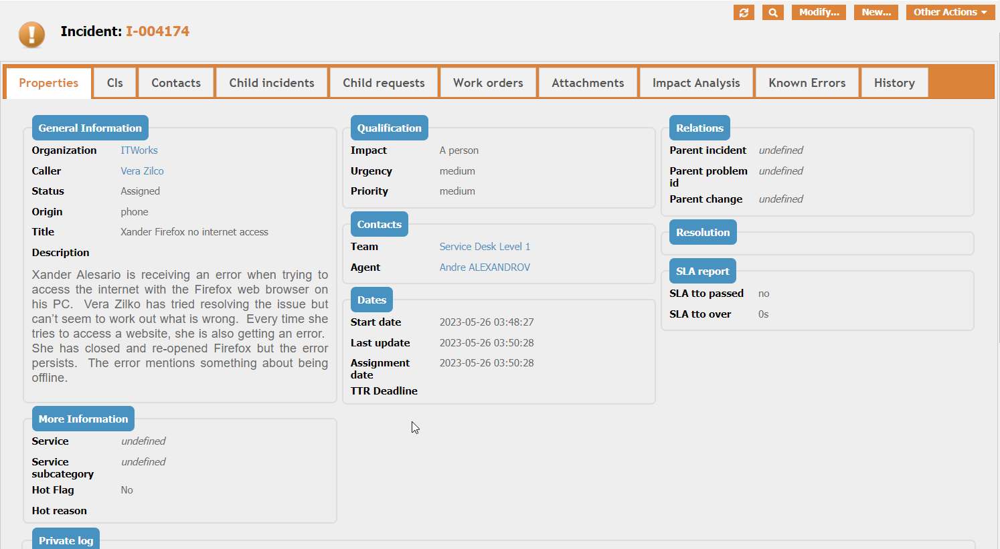 Modify...
New...
Other Actions
Incident: I-004174
Properties
CIs
Contacts
Child incidents
Child requests
Work orders
Attachments
Impact Analysis
Known Errors
History
General Information
Organization ITWorks
Caller Vera Zilco
Status Assigned
Origin phone
Title Xander Firefox no internet access
Description
Xander Alesario is receiving an error when trying to
access the internet with the Firefox web browser on
his PC. Vera Zilko has tried resolving the issue but
can't seem to work out what is wrong. Every time she
tries to access a website, she is also getting an error.
She has closed and re-opened Firefox but the error
persists. The error mentions something about being
offline.
More Information
Service undefined
Service
subcategory undefined
Hot Flag No
Hot reason
Private log
Qualification
Impact A person
Urgency medium
Priority medium
Contacts
Team Service Desk Level 1
Agent Andre ALEXANDROV
Dates
Start date 2023-05-26 03:48:27
Last update 2023-05-26 03:50:28
Assignment
date 2023-05-26 03:50:28
TTR Deadline
Relations
Parent incident undefined
Parent problem
id undefined
Parent change undefined
Resolution
SLA report
SLA tto passed no
SLA tto over 0s